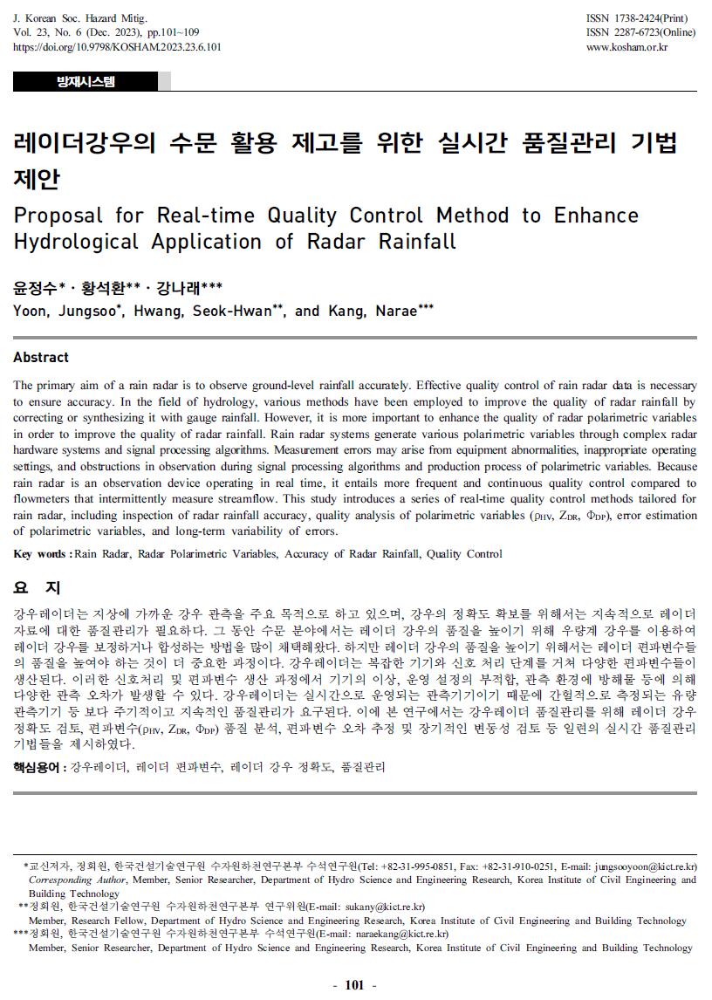 J. Korean Soc. Hazard Mitig.
Vol. 23, No. 6 (Dec. 2023), pp.101~109
https://doi.org/10.9798/KOSHAM.2023.23.6.101
ISSN 1738-2424(Print)
ISSN 2287-6723(Online)
www.kosham.or.kr
방재시스템
레이더강우의 수문 활용 제고를 위한 실시간 품질관리 기법
제안
Proposal for Real-time Quality Control Method to Enhance
Hydrological Application of Radar Rainfall
윤정수* · 황석환** · 강나래***
Yoon, Jungsoo*, Hwang, Seok-Hwan**, and Kang, Narae***
Abstract
The primary aim of a rain radar is to observe ground-level rainfall accurately. Effective quality control of rain radar data is necessary
to ensure accuracy. In the field of hydrology, various methods have been employed to improve the quality of radar rainfall by
correcting or synthesizing it with gauge rainfall. However, it is more important to enhance the quality of radar polarimetric variables
in order to improve the quality of radar rainfall. Rain radar systems generate various polarimetric variables through complex radar
hardware systems and signal processing algorithms. Measurement errors may arise from equipment abnormalities, inappropriate operating
settings, and obstructions in observation during signal processing algorithms and production process of polarimetric variables. Because
rain radar is an observation device operating in real time, it entails more frequent and continuous quality control compared to
flowmeters that intermittently measure streamflow. This study introduces a series of real-time quality control methods tailored for
rain radar, including inspection of radar rainfall accuracy, quality analysis of polarimetric variables (ρHV, ZDR, ΦDP), error estimation
of polarimetric variables, and long-term variability of errors.
Key words : Rain Radar, Radar Polarimetric Variables, Accuracy of Radar Rainfall, Quality Control
요 지
강우레이더는 지상에 가까운 강우 관측을 주요 목적으로 하고 있으며, 강우의 정확도 확보를 위해서는 지속적으로 레이더
자료에 대한 품질관리가 필요하다. 그 동안 수문 분야에서는 레이더 강우의 품질을 높이기 위해 우량계 강우를 이용하여
레이더 강우를 보정하거나 합성하는 방법을 많이 채택해왔다. 하지만 레이더 강우의 품질을 높이기 위해서는 레이더 편파변수들
의 품질을 높여야 하는 것이 더 중요한 과정이다. 강우레이더는 복잡한 기기와 신호 처리 단계를 거쳐 다양한 편파변수들이
생산된다. 이러한 신호처리 및 편파변수 생산 과정에서 기기의 이상, 운영 설정의 부적합, 관측 환경에 방해물 등에 의해
다양한 관측 오차가 발생할 수 있다. 강우레이더는 실시간으로 운영되는 관측기기이기 때문에 간헐적으로 측정되는 유량
관측기기 등 보다 주기적이고 지속적인 품질관리가 요구된다. 이에 본 연구에서는 강우레이더 품질관리를 위해 레이더 강우
정확도 검토, 편파변수(ρHV, ZDR, ΦDP) 품질 분석, 편파변수 오차 추정 및 장기적인 변동성 검토 등 일련의 실시간 품질관리
기법들을 제시하였다.
핵심용어 : 강우레이더, 레이더 편파변수, 레이더 강우 정확도, 품질관리
*교신저자, 정회원, 한국건설기술연구원 수자원하천연구본부 수석연구원(Tel: +82-31-995-0851, Fax: +82-31-910-0251, E-mail: jungsooyoon@kict.re.kr)
Corresponding Author, Member, Senior Researcher, Department of Hydro Science and Engineering Research, Korea Institute of Civil Engineering and
Building Technology
**정회원, 한국건설기술연구원 수자원하천연구본부 연구위원(E-mail: sukany@kict.re.kr)
Member, Research Fellow, Department of Hydro Science and Engineering Research, Korea Institute of Civil Engineering and Building Technology
***정회원, 한국건설기술연구원 수자원하천연구본부 수석연구원(E-mail: naraekang@kict.re.kr)
Member, Senior Researcher, Department of Hydro Science and Engineering Research, Korea Institute of Civil Engineering and Building Technology
- 101 -